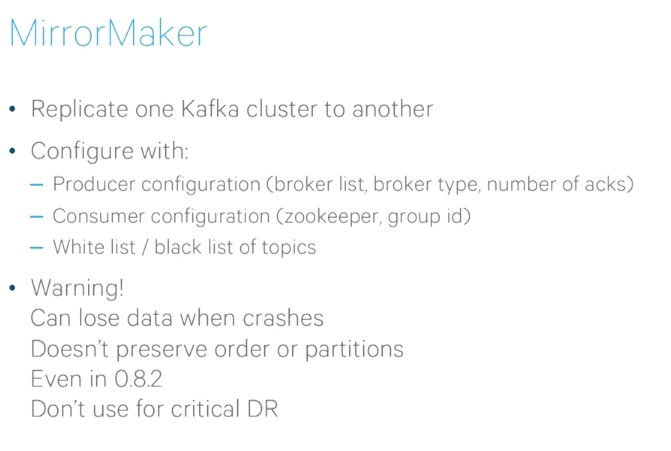 MirrorMaker
• Replicate one Kafka cluster to another
• Configure with:
– Producer configuration (broker list, broker type, number of acks)
– Consumer configuration (zookeeper, group id)
– White list / black list of topics
• Warning!
Can lose data when crashes
Doesn't preserve order or partitions
Even in 0.8.2
Don't use for critical DR